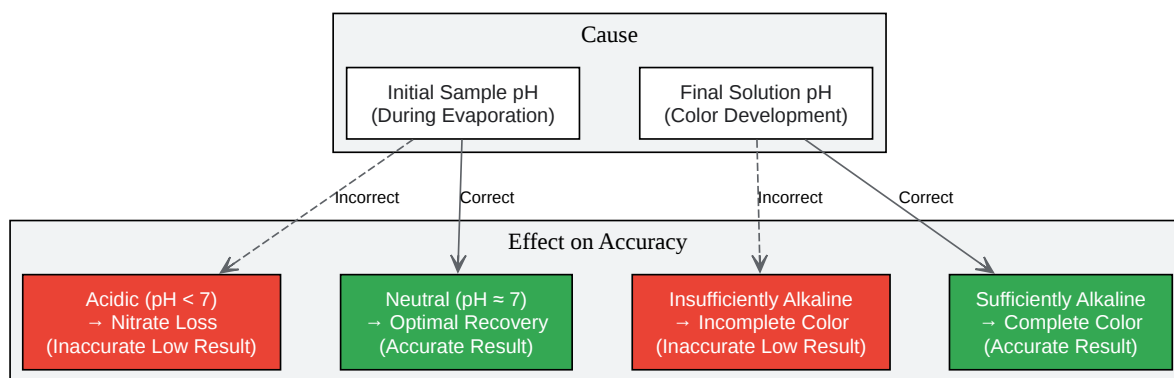 Cause
Initial Sample pH
(During Evaporation)
Final Solution pH
(Color Development)
Incorrect
Correct
Incorrect
Correct
Effect on Accuracy
Acidic (pH < 7)
→ Nitrate Loss
(Inaccurate Low Result)
Neutral (pH ≈ 7)
→ Optimal Recovery
(Accurate Result)
Insufficiently Alkaline
→ Incomplete Color
(Inaccurate Low Result)
Sufficiently Alkaline
→ Complete Color
(Accurate Result)